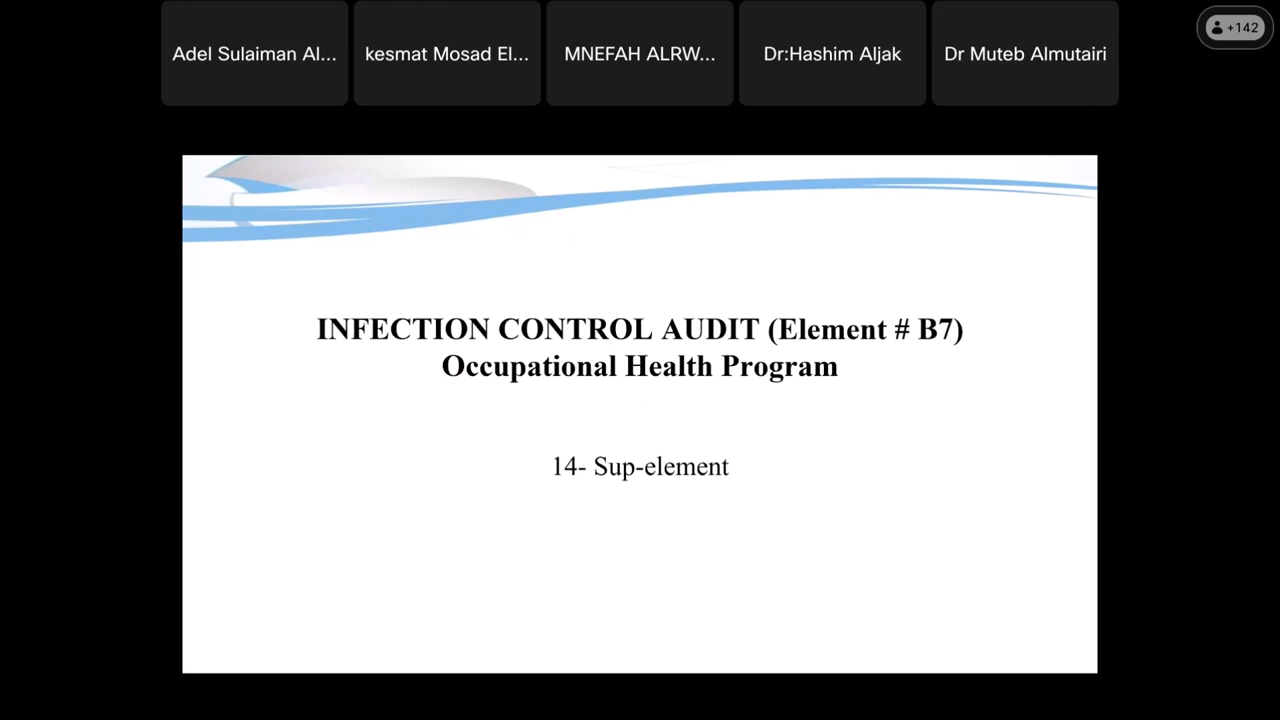 Adel Sulaiman Al...
kesmat Mosad El...
MNEFAH ALRW...
Dr:Hashim Aljak
Dr Muteb Almutairi
+142
INFECTION CONTROL AUDIT (Element # B7)
Occupational Health Program
14- Sup-element